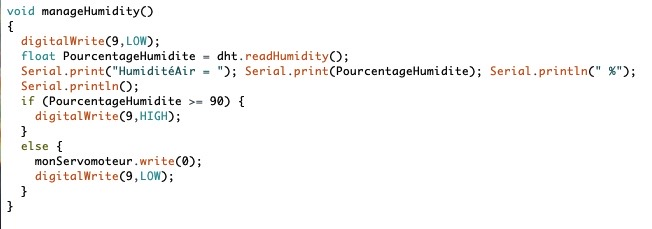 void manageHumidity()
{
digitalWrite(9,LOW);
float PourcentageHumidite = dht.readHumidity();
Serial.print("HumiditéAir = "); Serial.print(PourcentageHumidite); Serial.println(" %");
Serial.println();
if (PourcentageHumidite >= 90) {
digitalWrite(9,HIGH);
}
else {
monServomoteur.write(0);
digitalWrite(9,LOW);
}
}